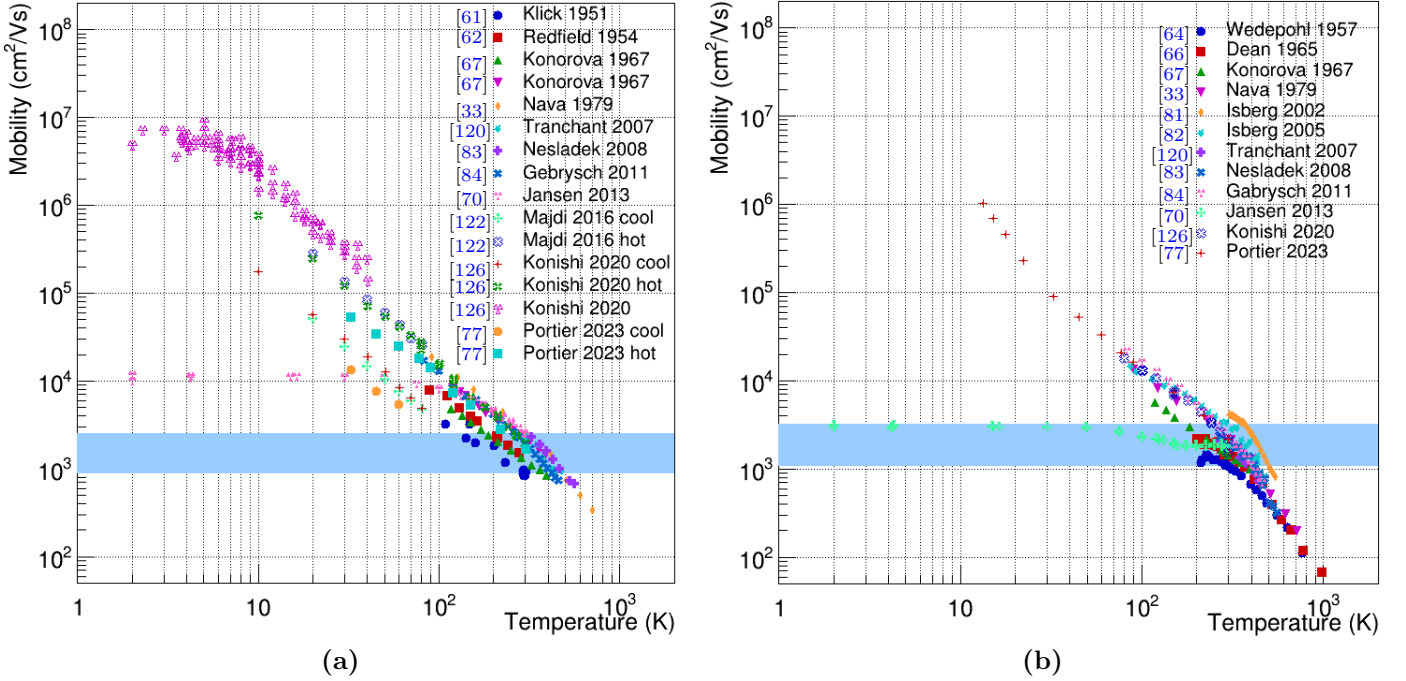 Mobility (cm²/Vs)
10⁸
10⁷
10⁶
10⁵
10⁴
10³
10²
1
10
10²
10³
Temperature (K)
[61] Klick 1951
[62] Redfield 1954
[67] Konorova 1967
[67] Konorova 1967
[33] Nava 1979
[120] Tranchant 2007
[83] Nesladek 2008
[84] Gebrysch 2011
[70] Jansen 2013
[122] Majdi 2016 cool
[122] Majdi 2016 hot
[126] Konishi 2020 cool
[126] Konishi 2020 hot
[126] Konishi 2020
[77] Portier 2023 cool
[77] Portier 2023 hot
(a)
Mobility (cm²/Vs)
10⁸
10⁷
10⁶
10⁵
10⁴
10³
10²
1
10
10²
10³
Temperature (K)
[64] Wedepohl 1957
[66] Dean 1965
[67] Konorova 1967
[33] Nava 1979
[81] Isberg 2002
[82] Isberg 2005
[120] Tranchant 2007
[83] Nesladek 2008
[84] Gabrysch 2011
[70] Jansen 2013
[126] Konishi 2020
[77] Portier 2023
(b)